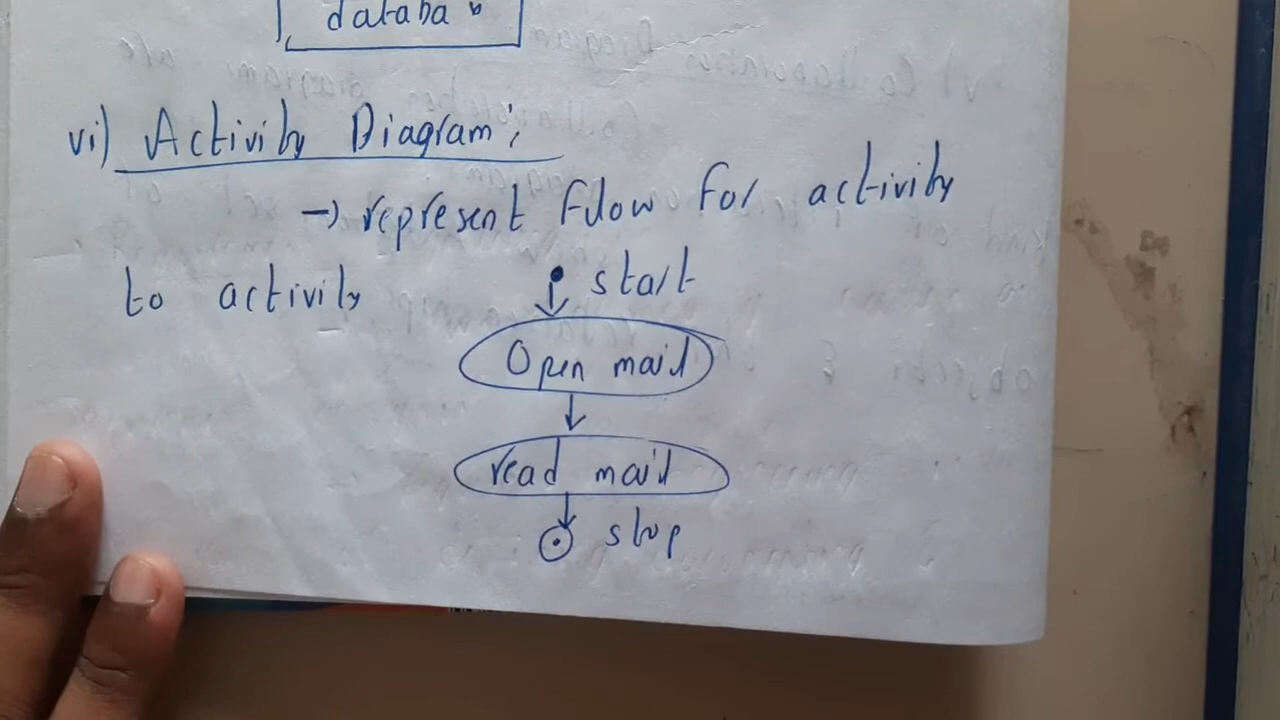 databa
vi) Activity Diagram:
→ represent flow for activity
to activity
start
Open mail
read mail
stop